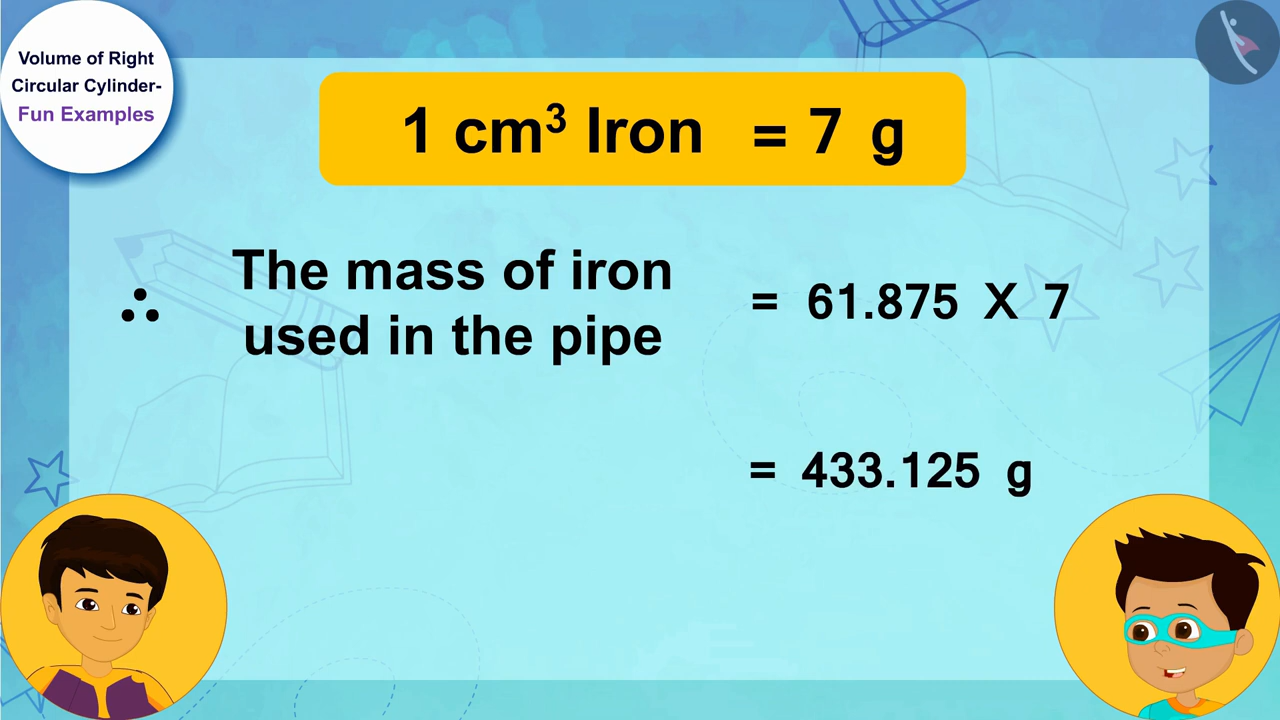 Volume of Right
Circular Cylinder-
Fun Examples
1 cm³ Iron = 7 g
∴ The mass of iron
used in the pipe
= 61.875 X 7
= 433.125 g